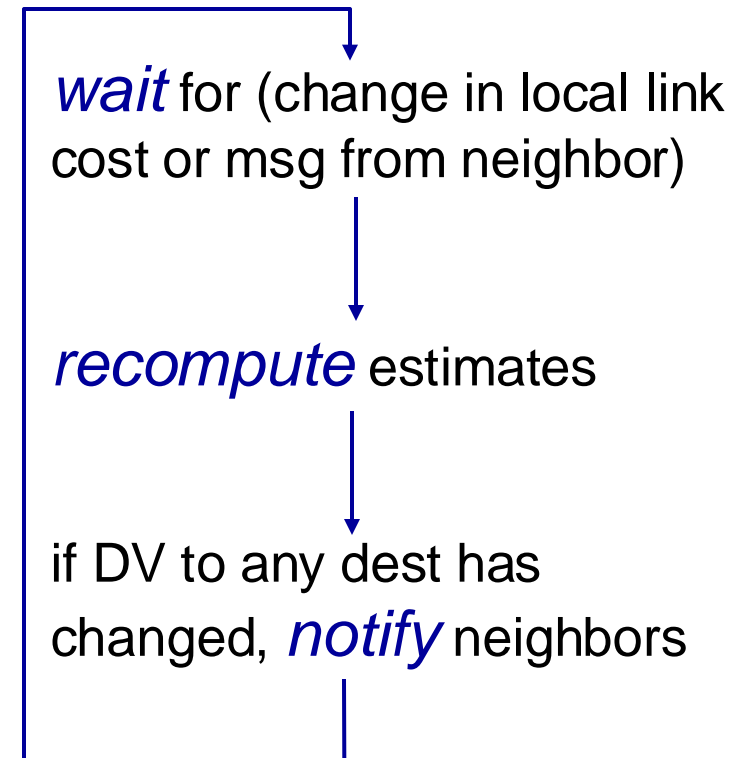 wait for (change in local link
cost or msg from neighbor)
recompute estimates
if DV to any dest has
changed, notify neighbors